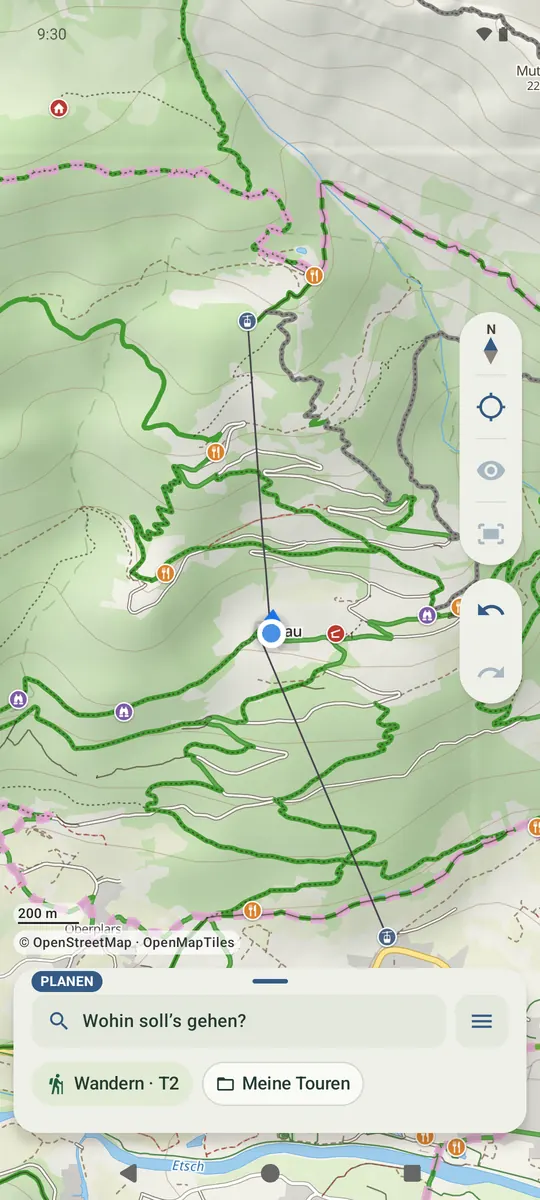 9:30
Mut
22
N
au
200 m
Oberplars
© OpenStreetMap · OpenMapTiles
PLANEN
Wohin soll's gehen?
Wandern · T2
Meine Touren
Etsch